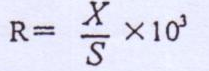 R= X/S ×10³